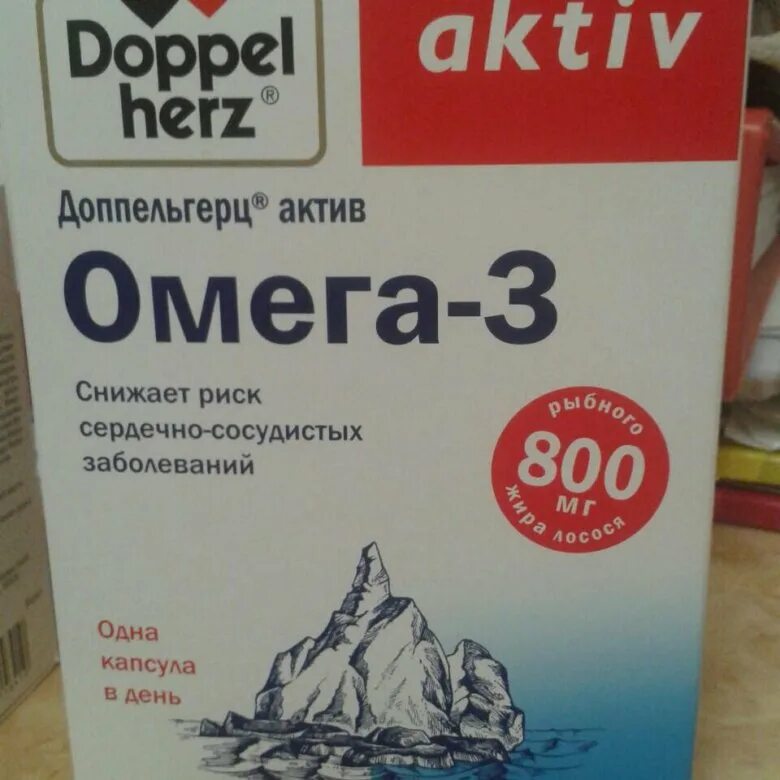 Doppel
herz®
aktiv
Доппельгерц® актив
Омега-3
Снижает риск
сердечно-сосудистых
заболеваний
рыбного
800
мг
жира лосося
Одна
капсула
в день